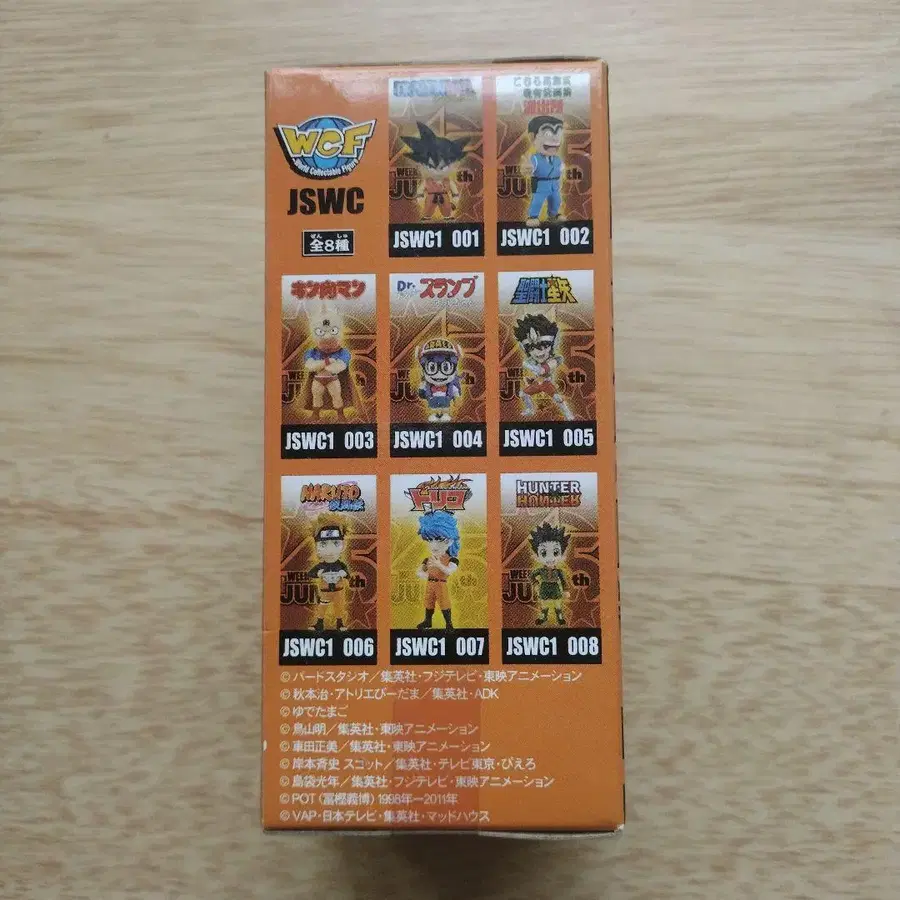 WCF
World Collectable Figure
JSWC
ぜん しゅ
全8種
JSWC1 001
こちら葛飾区
亀有公園前
派出所
JSWC1 002
キン肉マン
JSWC1 003
Dr.スランプ
JSWC1 004
聖闘士星矢
JSWC1 005
NARUTO
疾風伝
JSWC1 006
トリコ
JSWC1 007
HUNTER
HUNTER
JSWC1 008
© バードスタジオ／集英社・フジテレビ・東映アニメーション
© 秋本治・アトリエびーだま／集英社・ADK
© ゆでたまご
© 鳥山明／集英社・東映アニメーション
© 車田正美／集英社・東映アニメーション
© 岸本斉史 スコット／集英社・テレビ東京・ぴえろ
© 島袋光年／集英社・フジテレビ・東映アニメーション
© POT（冨樫義博）1998年ー2011年
© VAP・日本テレビ・集英社・マッドハウス